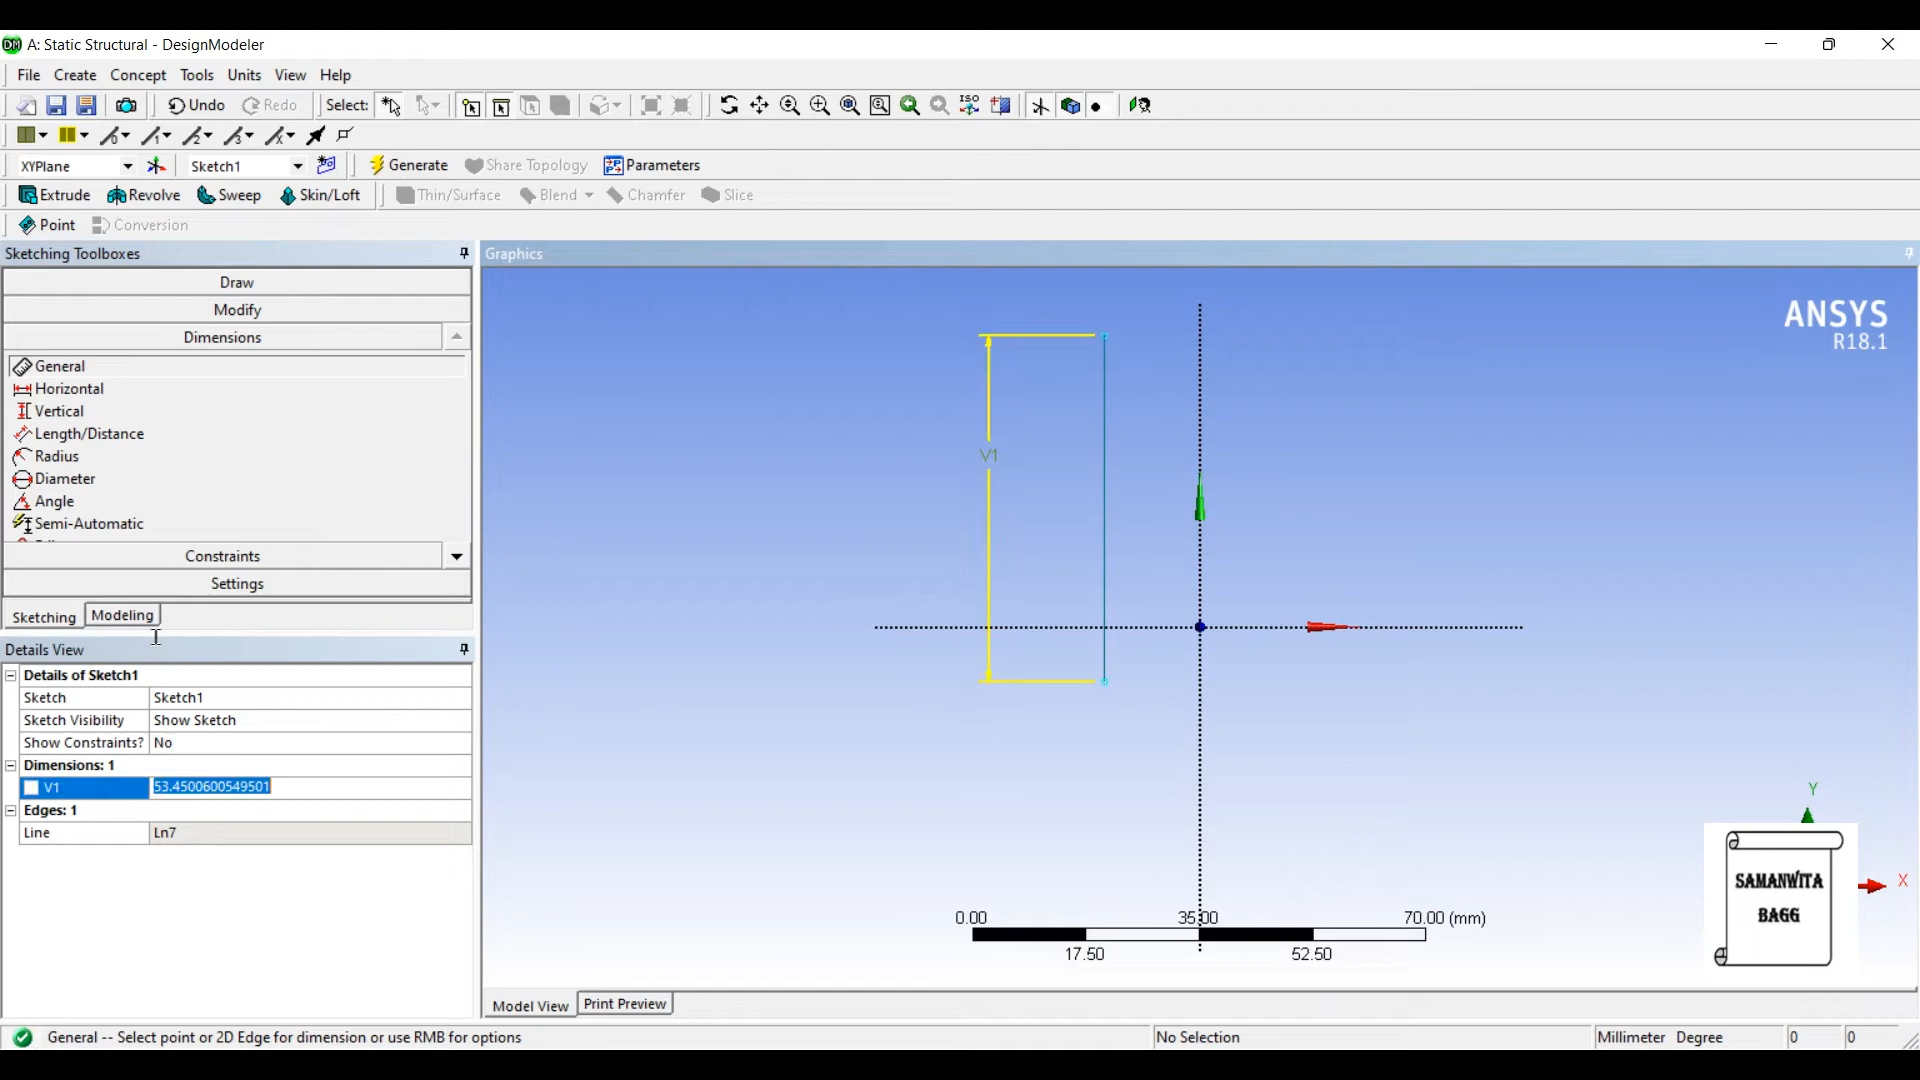 A: Static Structural - DesignModeler
File Create Concept Tools Units View Help
Undo Redo Select: ISO
XYPlane Sketch1 Generate Share Topology Parameters
Extrude Revolve Sweep Skin/Loft Thin/Surface Blend Chamfer Slice
Point Conversion
Sketching Toolboxes
Draw
Modify
Dimensions
General
Horizontal
Vertical
Length/Distance
Radius
Diameter
Angle
Semi-Automatic
Constraints
Settings
Sketching Modeling
Details View
Details of Sketch1
Sketch Sketch1
Sketch Visibility Show Sketch
Show Constraints? No
Dimensions: 1
V1 53.4500600549501
Edges: 1
Line Ln7
Graphics
ANSYS
R18.1
V1
Y
X
SAMANWITA
BAGG
0.00 35.00 70.00 (mm)
17.50 52.50
Model View Print Preview
General -- Select point or 2D Edge for dimension or use RMB for options No Selection Millimeter Degree 0 0